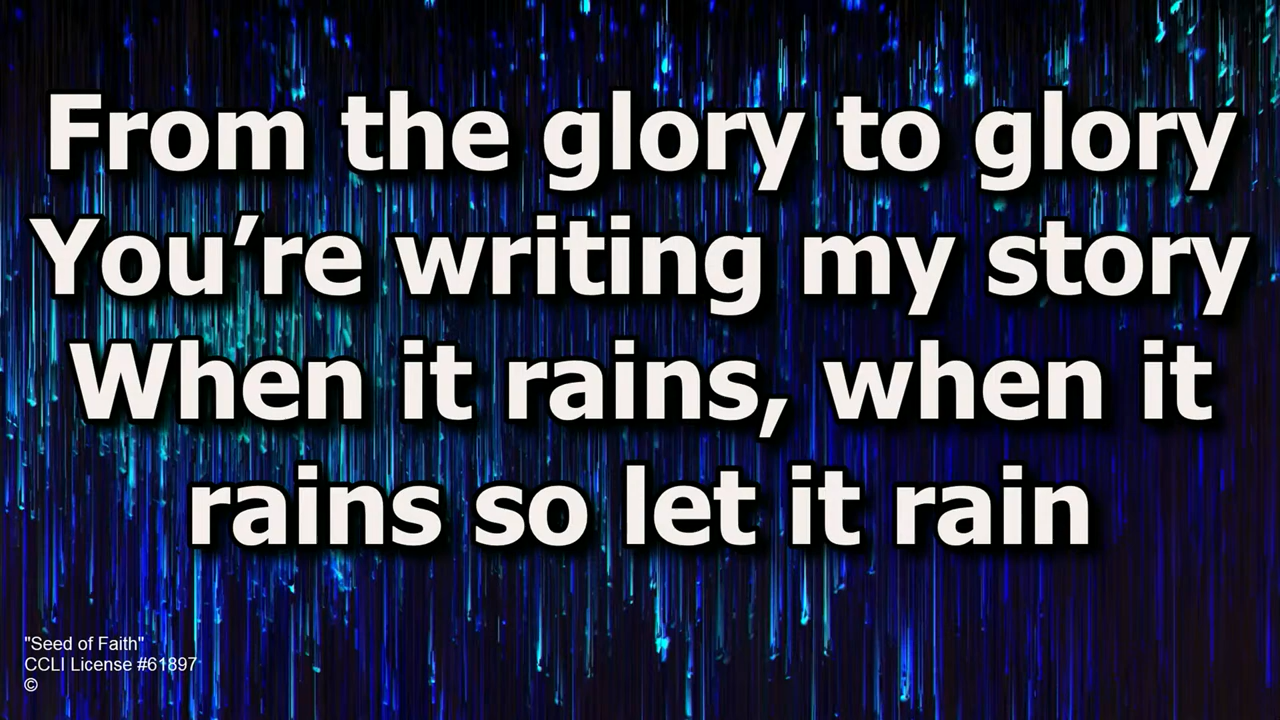 From the glory to glory
You’re writing my story
When it rains, when it
rains so let it rain
"Seed of Faith"
CCLI License #61897
©